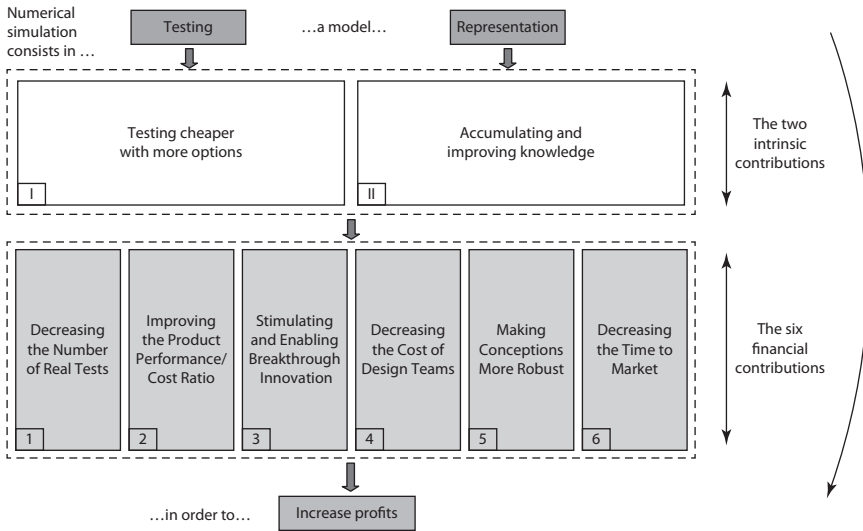 Numerical
simulation
consists in …
Testing
…a model…
Representation
Testing cheaper
with more options
I
Accumulating and
improving knowledge
II
The two
intrinsic
contributions
Decreasing
the Number
of Real Tests
1
Improving
the Product
Performance/
Cost Ratio
2
Stimulating
and Enabling
Breakthrough
Innovation
3
Decreasing
the Cost of
Design Teams
4
Making
Conceptions
More Robust
5
Decreasing
the Time to
Market
6
The six
financial
contributions
…in order to…
Increase profits